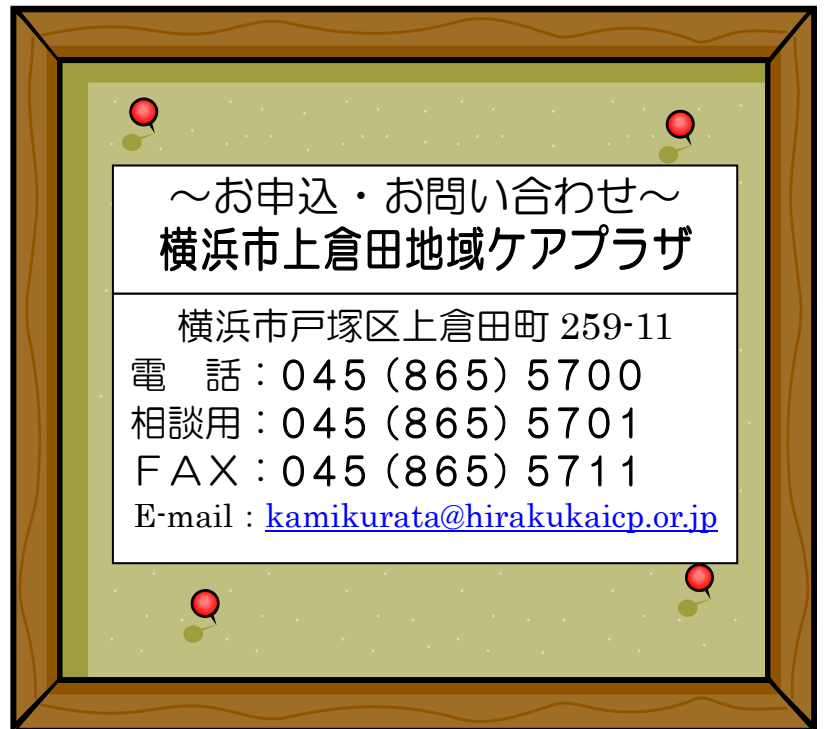 ～お申込・お問い合わせ～
横浜市上倉田地域ケアプラザ
横浜市戸塚区上倉田町 259-11
電　話：０４５（８６５）５７００
相談用：０４５（８６５）５７０１
ＦＡＸ：０４５（８６５）５７１１
E-mail：kamikurata@hirakukaicp.or.jp